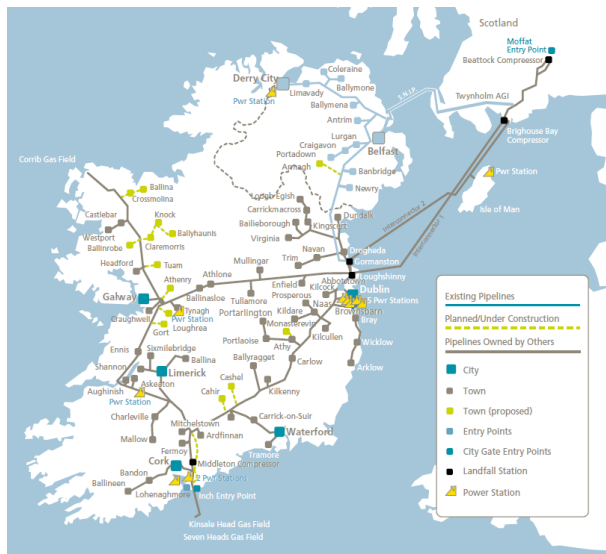 Scotland
Moffat
Entry Point
Beattock Compreesor
Twynholm AGI
Brighouse Bay
Compressor
Pwr Station
Isle of Man
S.N.I.P.
Interconnector 2
Interconnector 1
Coleraine
Derry City
Limavady
Ballymone
Pwr Station
Ballymena
Antrim
Lurgan
Craigavon
Belfast
Portadown
Armagh
Banbridge
Newry
Corrib Gas Field
Ballina
Crossmolina
Knock
Castlebar
Westport
Ballyhaunis
Ballinrobe
Claremorris
Headford
Tuam
Lough Egish
Carrickmacross
Dundalk
Bailieborough
Kingscourt
Virginia
Navan
Drogheda
Trim
Gormanston
Mullingar
Loughshinny
Athlone
Athenry
Enfield
Abbotstown
Galway
Ballinasloe
Kilcock
Dublin
Tullamore
Prosperous
Naas
5 Pwr Stations
Craughwell
Tynagh
Portarlington
Kildare
Brownsbarn
Pwr Station
Monasterevin
Bray
Gort
Loughrea
Kilcullen
Ennis
Sixmilebridge
Portlaoise
Athy
Wicklow
Shannon
Ballina
Ballyragget
Carlow
Arklow
Limerick
Askeaton
Cashel
Aughinish
Kilkenny
Pwr Station
Cahir
Charleville
Mitchelstown
Carrick-on-Suir
Ardfinnan
Waterford
Mallow
Fermoy
Tramore
Cork
Middleton Compressor
Bandon
2 Pwr Stations
Ballineen
Lohenaghmore
Inch Entry Point
Kinsale Head Gas Field
Seven Heads Gas Field
Existing Pipelines
Planned/Under Construction
Pipelines Owned by Others
City
Town
Town (proposed)
Entry Points
City Gate Entry Points
Landfall Station
Power Station